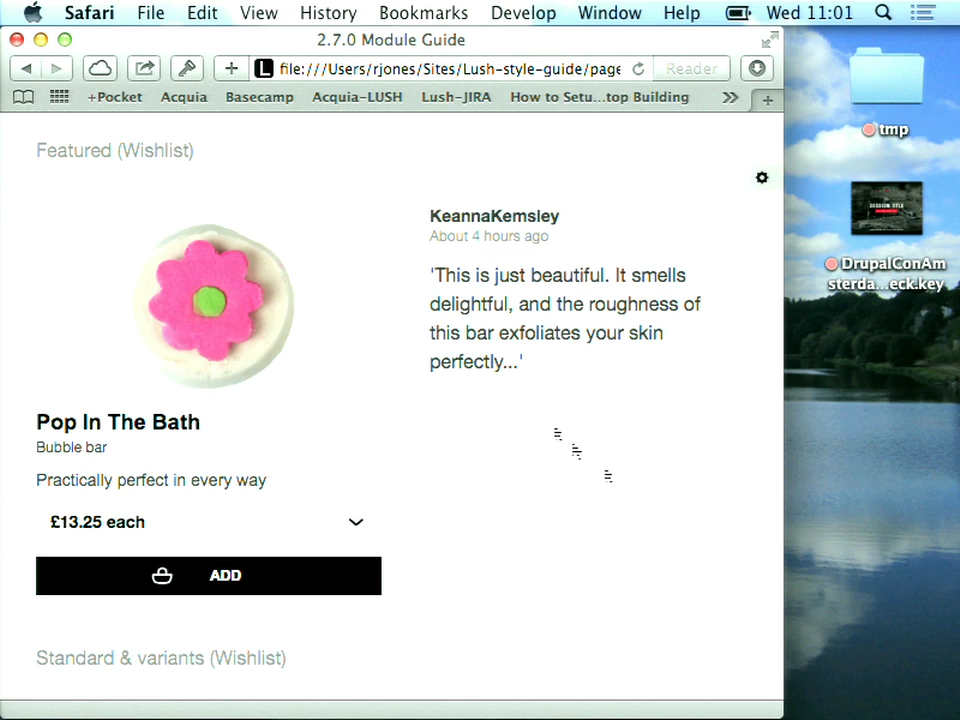 Safari File Edit View History Bookmarks Develop Window Help Wed 11:01
2.7.0 Module Guide
L file:///Users/rjones/Sites/Lush-style-guide/page Reader
+Pocket Acquia Basecamp Acquia-LUSH Lush-JIRA How to Setu...top Building
tmp
Featured (Wishlist)
KeannaKemsley
About 4 hours ago
SESSION TITLE
'This is just beautiful. It smells
delightful, and the roughness of
this bar exfoliates your skin
perfectly...'
DrupalConAm
sterda...eck.key
Pop In The Bath
Bubble bar
Practically perfect in every way
£13.25 each
ADD
Standard & variants (Wishlist)